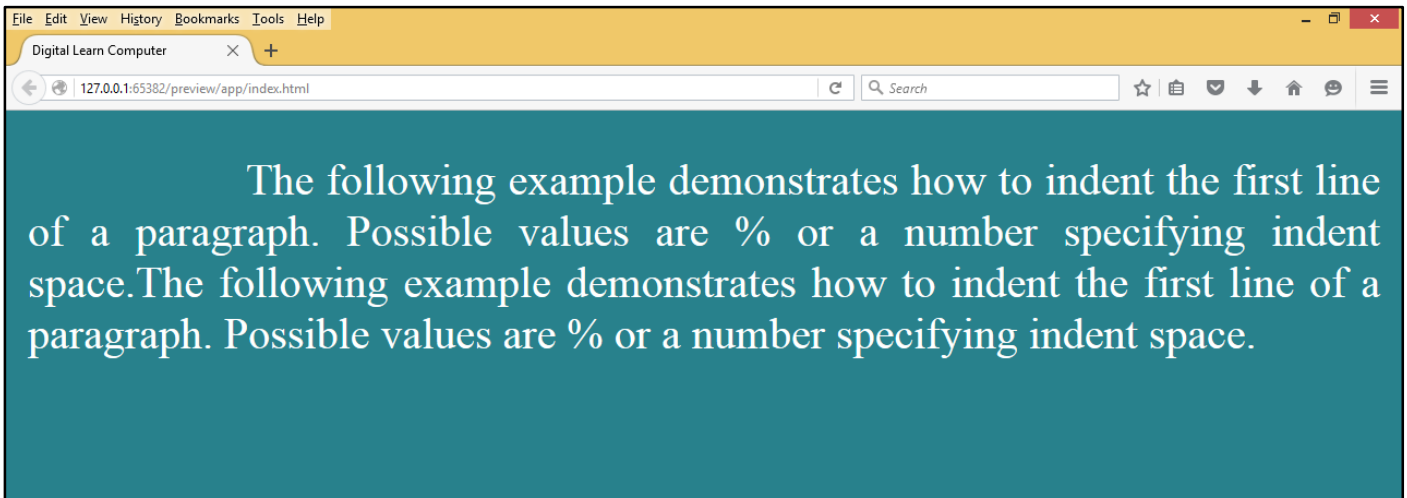 File Edit View History Bookmarks Tools Help
Digital Learn Computer
127.0.0.1:65382/preview/app/index.html
Search
The following example demonstrates how to indent the first line
of a paragraph. Possible values are % or a number specifying indent
space.The following example demonstrates how to indent the first line of a
paragraph. Possible values are % or a number specifying indent space.